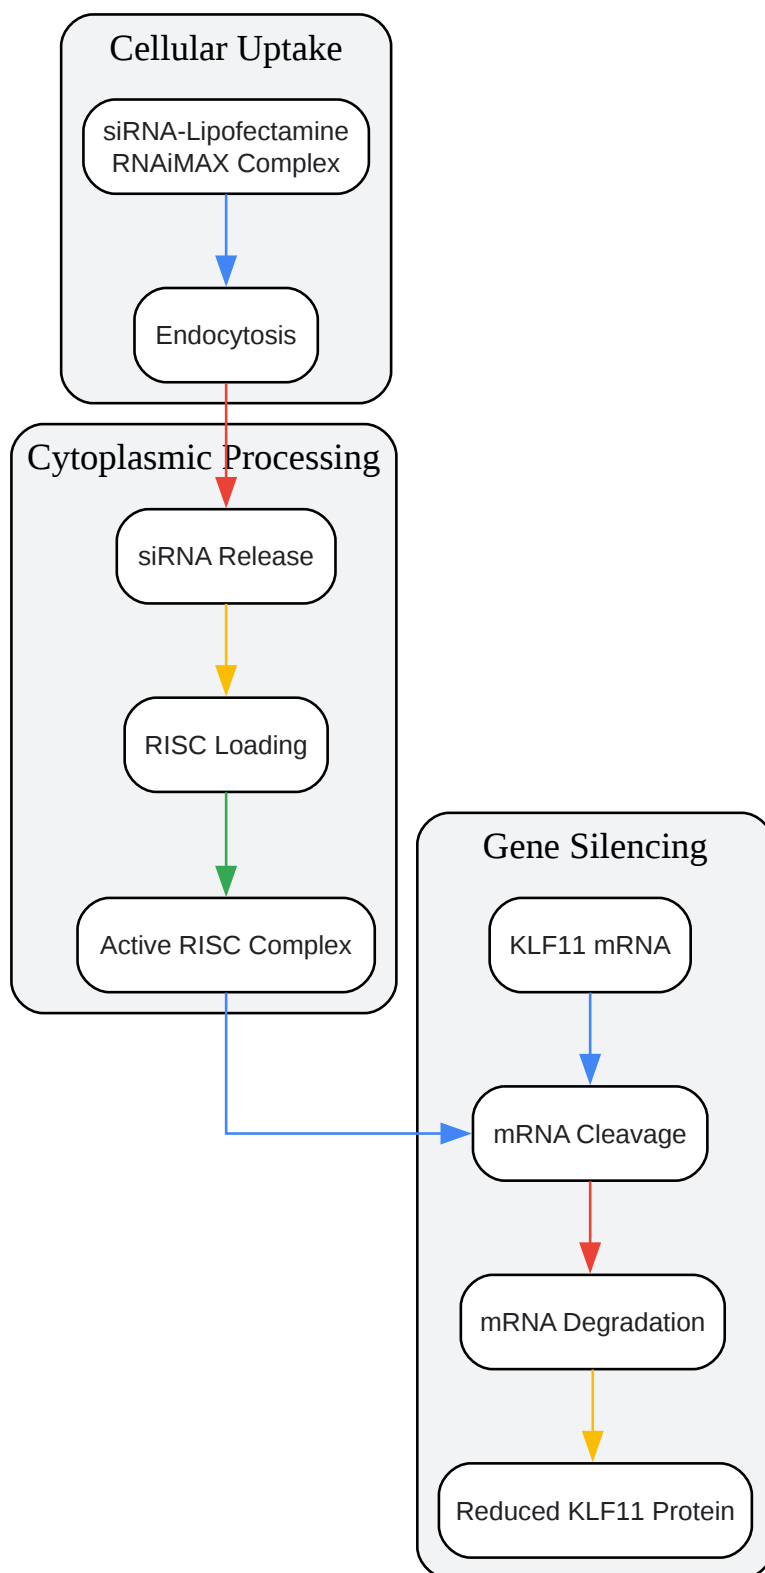 Cellular Uptake
siRNA-Lipofectamine
RNAiMAX Complex
Endocytosis
Cytoplasmic Processing
siRNA Release
RISC Loading
Active RISC Complex
Gene Silencing
KLF11 mRNA
mRNA Cleavage
mRNA Degradation
Reduced KLF11 Protein